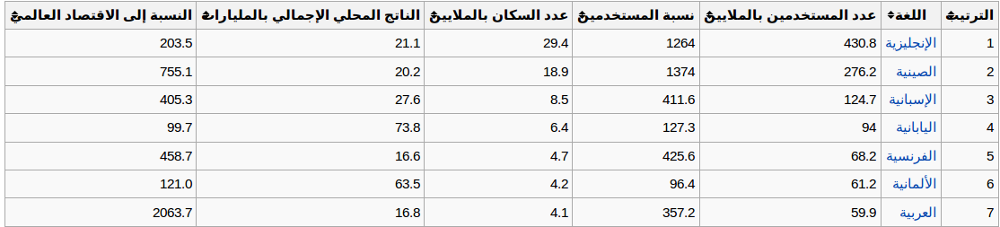 الترتيب اللغة عدد المستخدمين بالملايين نسبة المستخدمين عدد السكان بالملايين الناتج المحلي الإجمالي بالمليارات النسبة إلى الاقتصاد العالمي
1 الإنجليزية 430.8 1264 29.4 21.1 203.5
2 الصينية 276.2 1374 18.9 20.2 755.1
3 الإسبانية 124.7 411.6 8.5 27.6 405.3
4 اليابانية 94 127.3 6.4 73.8 99.7
5 الفرنسية 68.2 425.6 4.7 16.6 458.7
6 الألمانية 61.2 96.4 4.2 63.5 121.0
7 العربية 59.9 357.2 4.1 16.8 2063.7